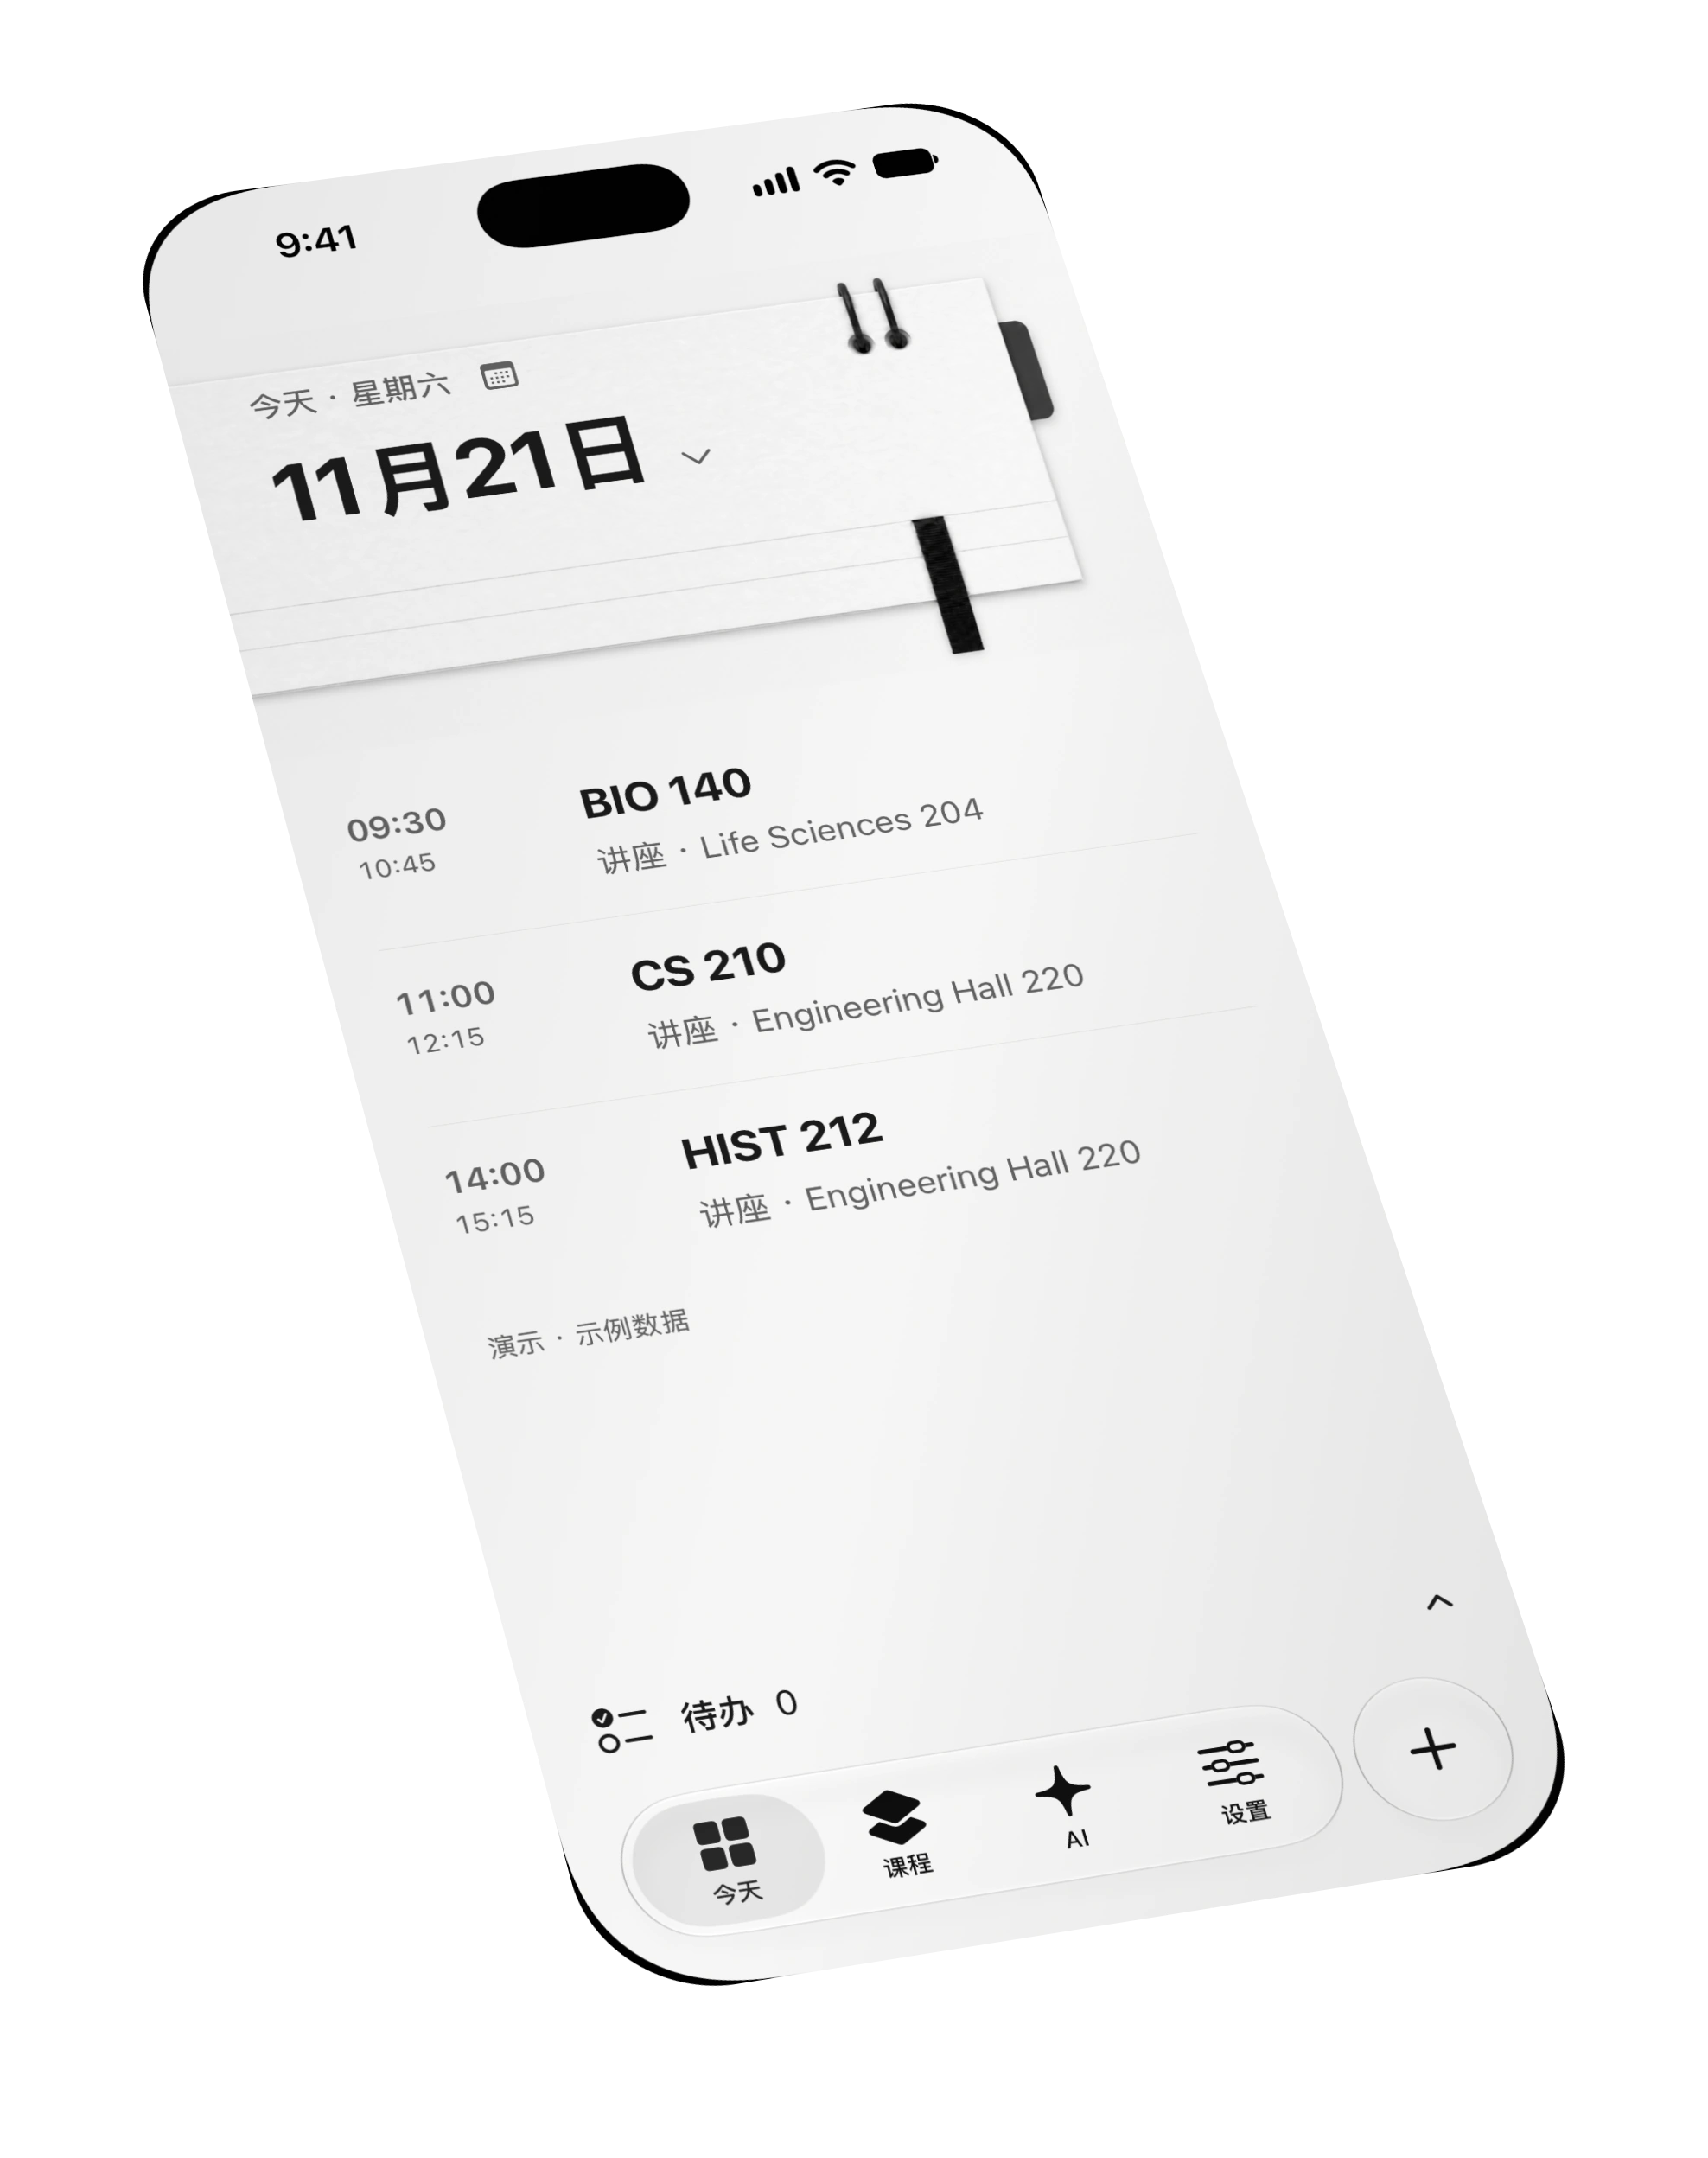 9:41
今天 · 星期六
11月21日
09:30
10:45
BIO 140
讲座 · Life Sciences 204
11:00
12:15
CS 210
讲座 · Engineering Hall 220
14:00
15:15
HIST 212
讲座 · Engineering Hall 220
演示 · 示例数据
待办 0
今天
课程
AI
设置